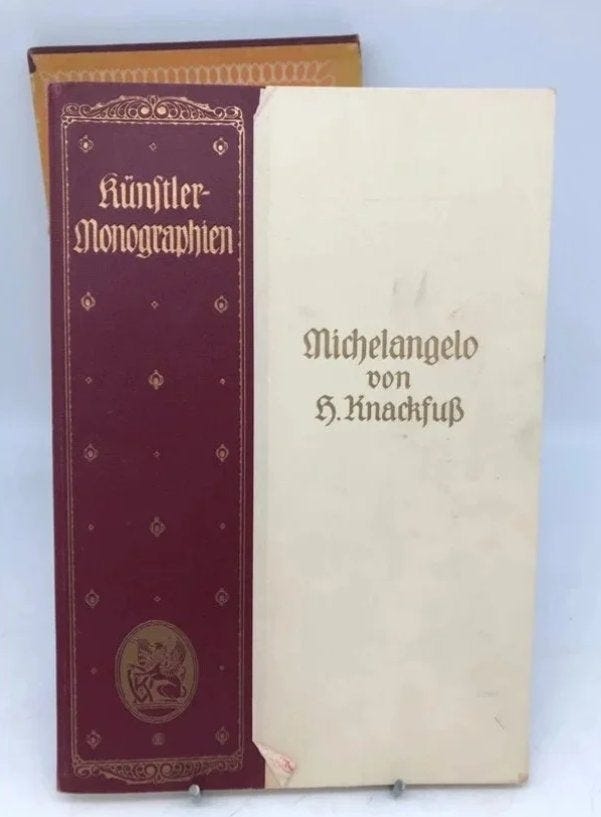 Künstler-
Monographien
Michelangelo
von
H. Knackfuß